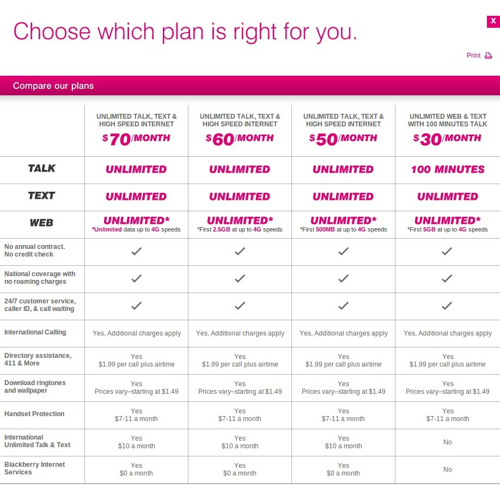 Choose which plan is right for you.
X
Print
Compare our plans
UNLIMITED TALK, TEXT &
HIGH SPEED INTERNET
$70/MONTH
UNLIMITED TALK, TEXT &
HIGH SPEED INTERNET
$60/MONTH
UNLIMITED TALK, TEXT &
HIGH SPEED INTERNET
$50/MONTH
UNLIMITED WEB & TEXT
WITH 100 MINUTES TALK
$30/MONTH
TALK UNLIMITED UNLIMITED UNLIMITED 100 MINUTES
TEXT UNLIMITED UNLIMITED UNLIMITED UNLIMITED
WEB
UNLIMITED*
*Unlimited data up to 4G speeds
UNLIMITED*
*First 2.5GB at up to 4G speeds
UNLIMITED*
*First 500MB at up to 4G speeds
UNLIMITED*
*First 5GB at up to 4G speeds
No annual contract.
No credit check
National coverage with
no roaming charges
24/7 customer service,
caller ID, & call waiting
International Calling Yes, Additional charges apply Yes, Additional charges apply Yes, Additional charges apply Yes, Additional charges apply
Directory assistance,
411 & More
Yes Yes Yes Yes
$1.99 per call plus airtime $1.99 per call plus airtime $1.99 per call plus airtime $1.99 per call plus airtime
Download ringtones
and wallpaper
Yes Yes Yes Yes
Prices vary–starting at $1.49 Prices vary–starting at $1.49 Prices vary–starting at $1.49 Prices vary–starting at $1.49
Handset Protection
Yes Yes Yes Yes
$7-11 a month $7-11 a month $7-11 a month $7-11 a month
International
Unlimited Talk & Text
Yes Yes Yes No
$10 a month $10 a month $10 a month
Blackberry Internet
Services
Yes Yes Yes No
$0 a month $0 a month $0 a month